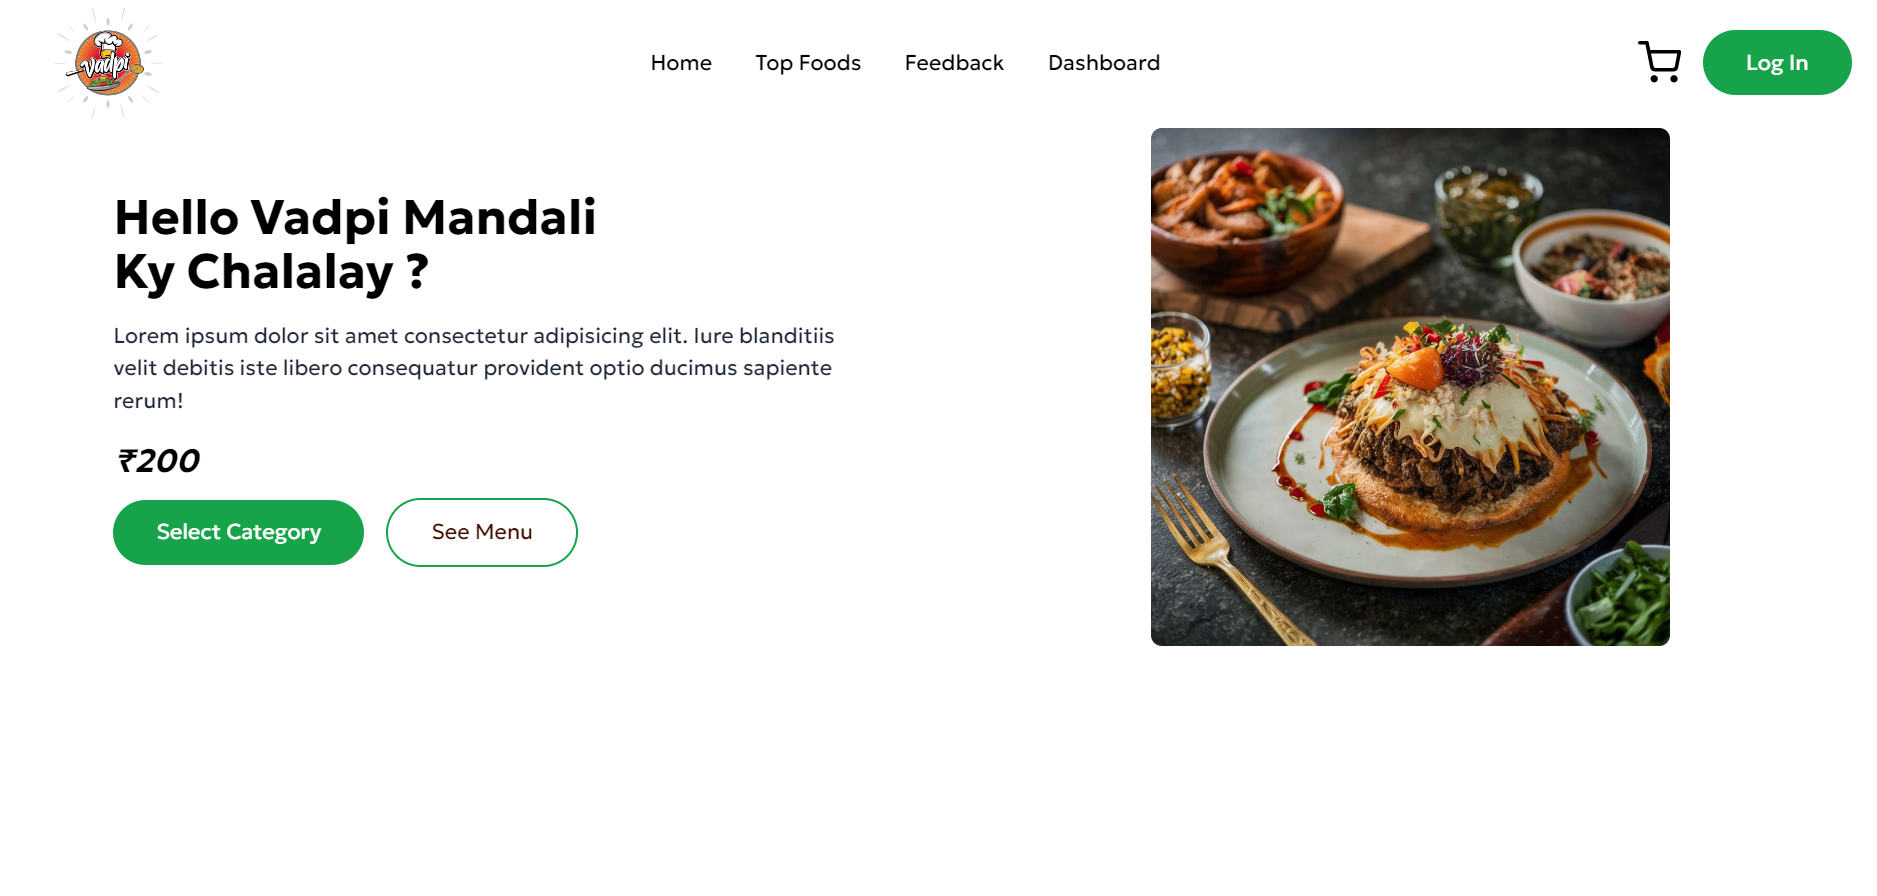 vadpi
Home
Top Foods
Feedback
Dashboard
Log In
Hello Vadpi Mandali
Ky Chalalay ?
Lorem ipsum dolor sit amet consectetur adipisicing elit. Iure blanditiis
velit debitis iste libero consequatur provident optio ducimus sapiente
rerum!
₹200
Select Category
See Menu